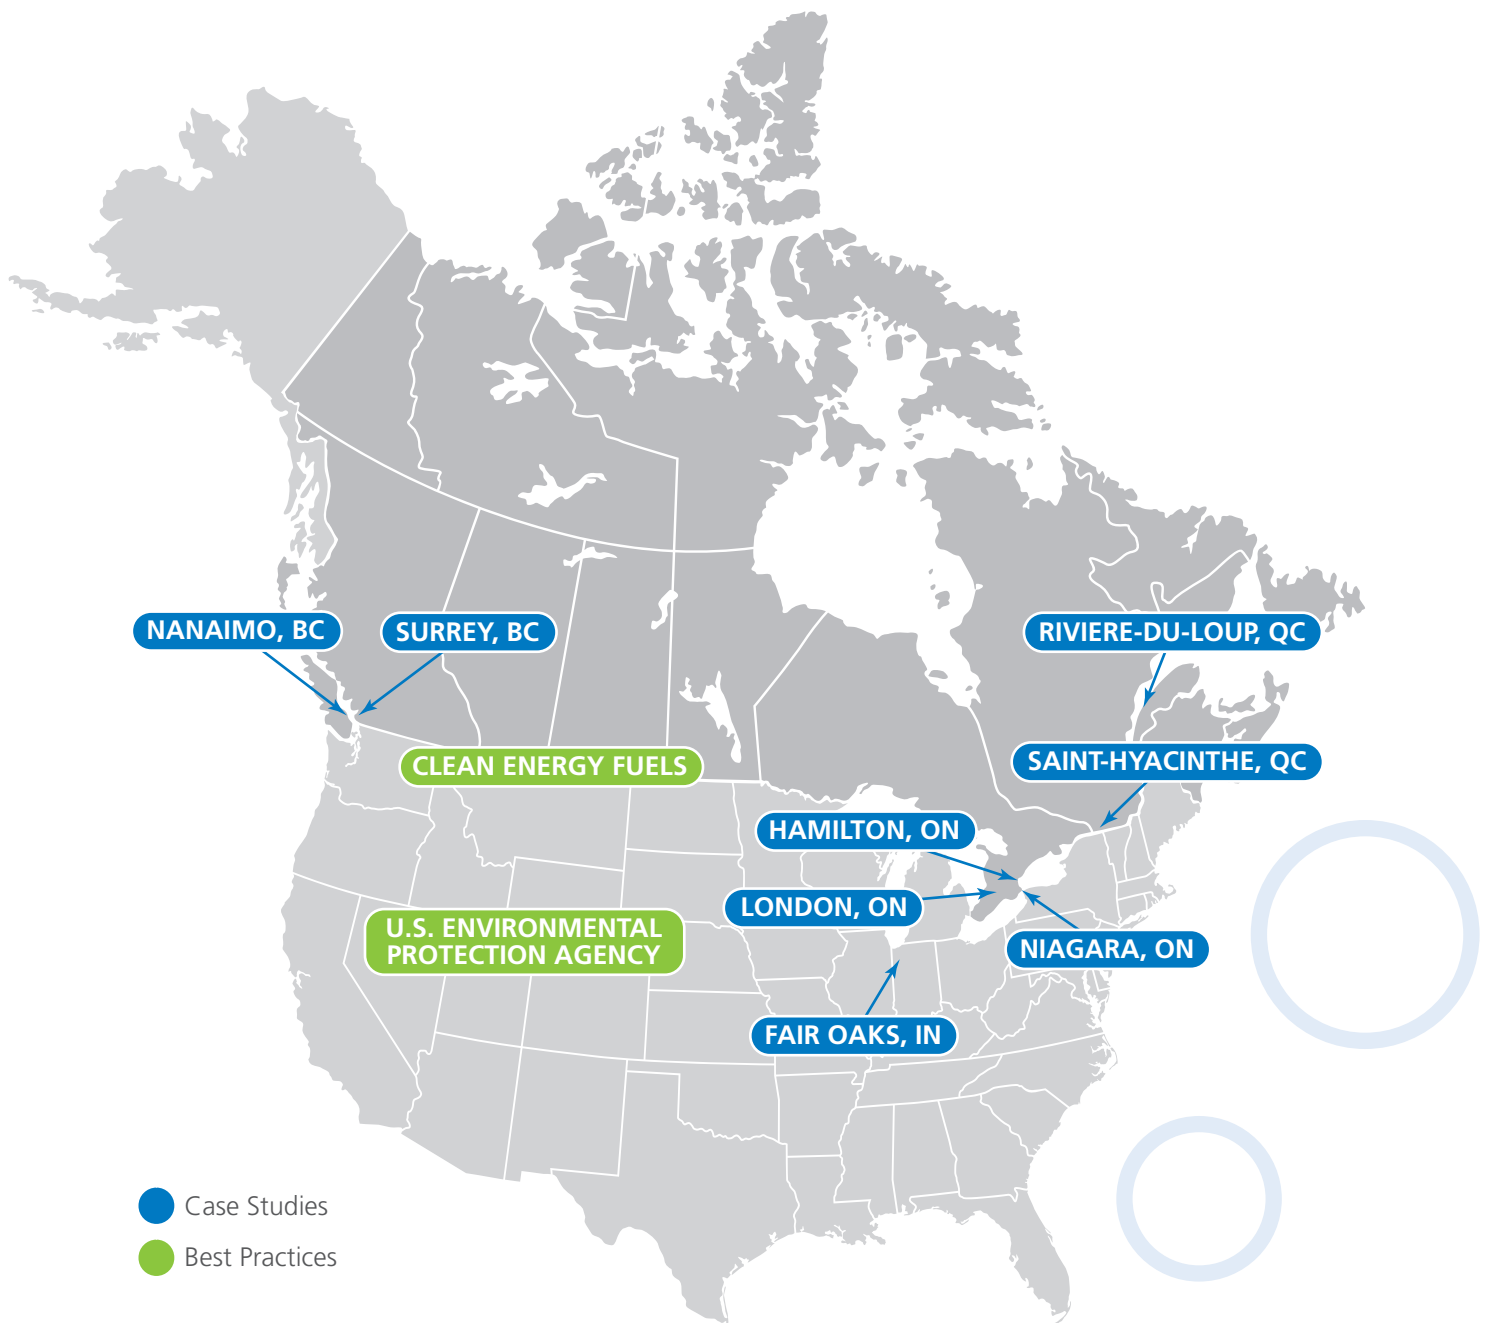 NANAIMO, BC
SURREY, BC
RIVIERE-DU-LOUP, QC
CLEAN ENERGY FUELS
SAINT-HYACINTHE, QC
HAMILTON, ON
LONDON, ON
U.S. ENVIRONMENTAL
PROTECTION AGENCY
NIAGARA, ON
FAIR OAKS, IN
Case Studies
Best Practices